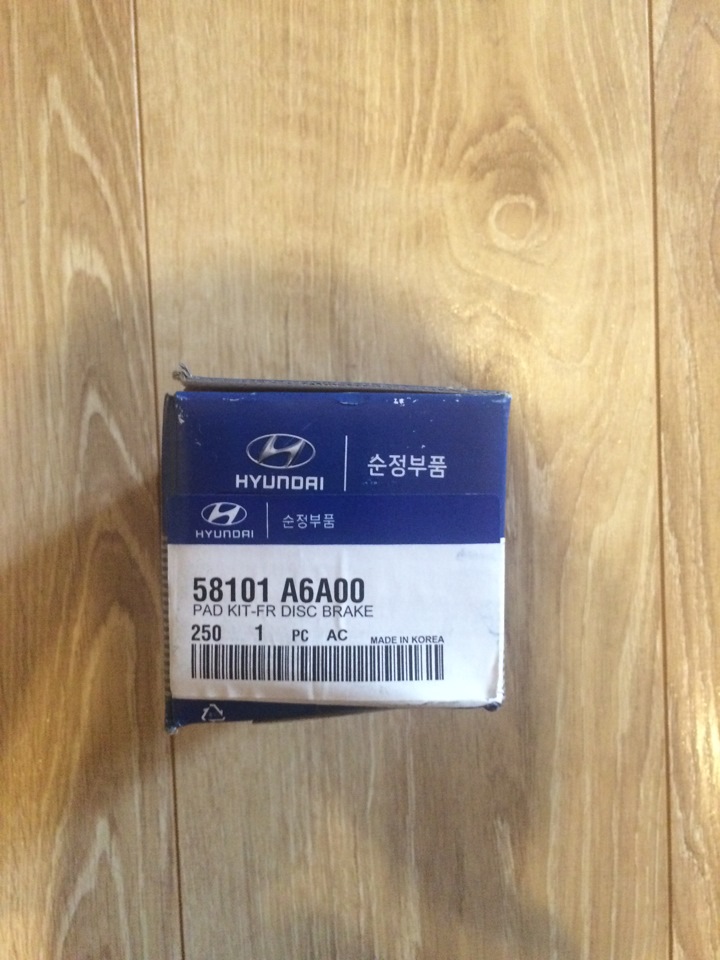 HYUNDAI 순정부품
HYUNDAI 순정부품
58101 A6A00
PAD KIT-FR DISC BRAKE
250 1 PC AC MADE IN KOREA